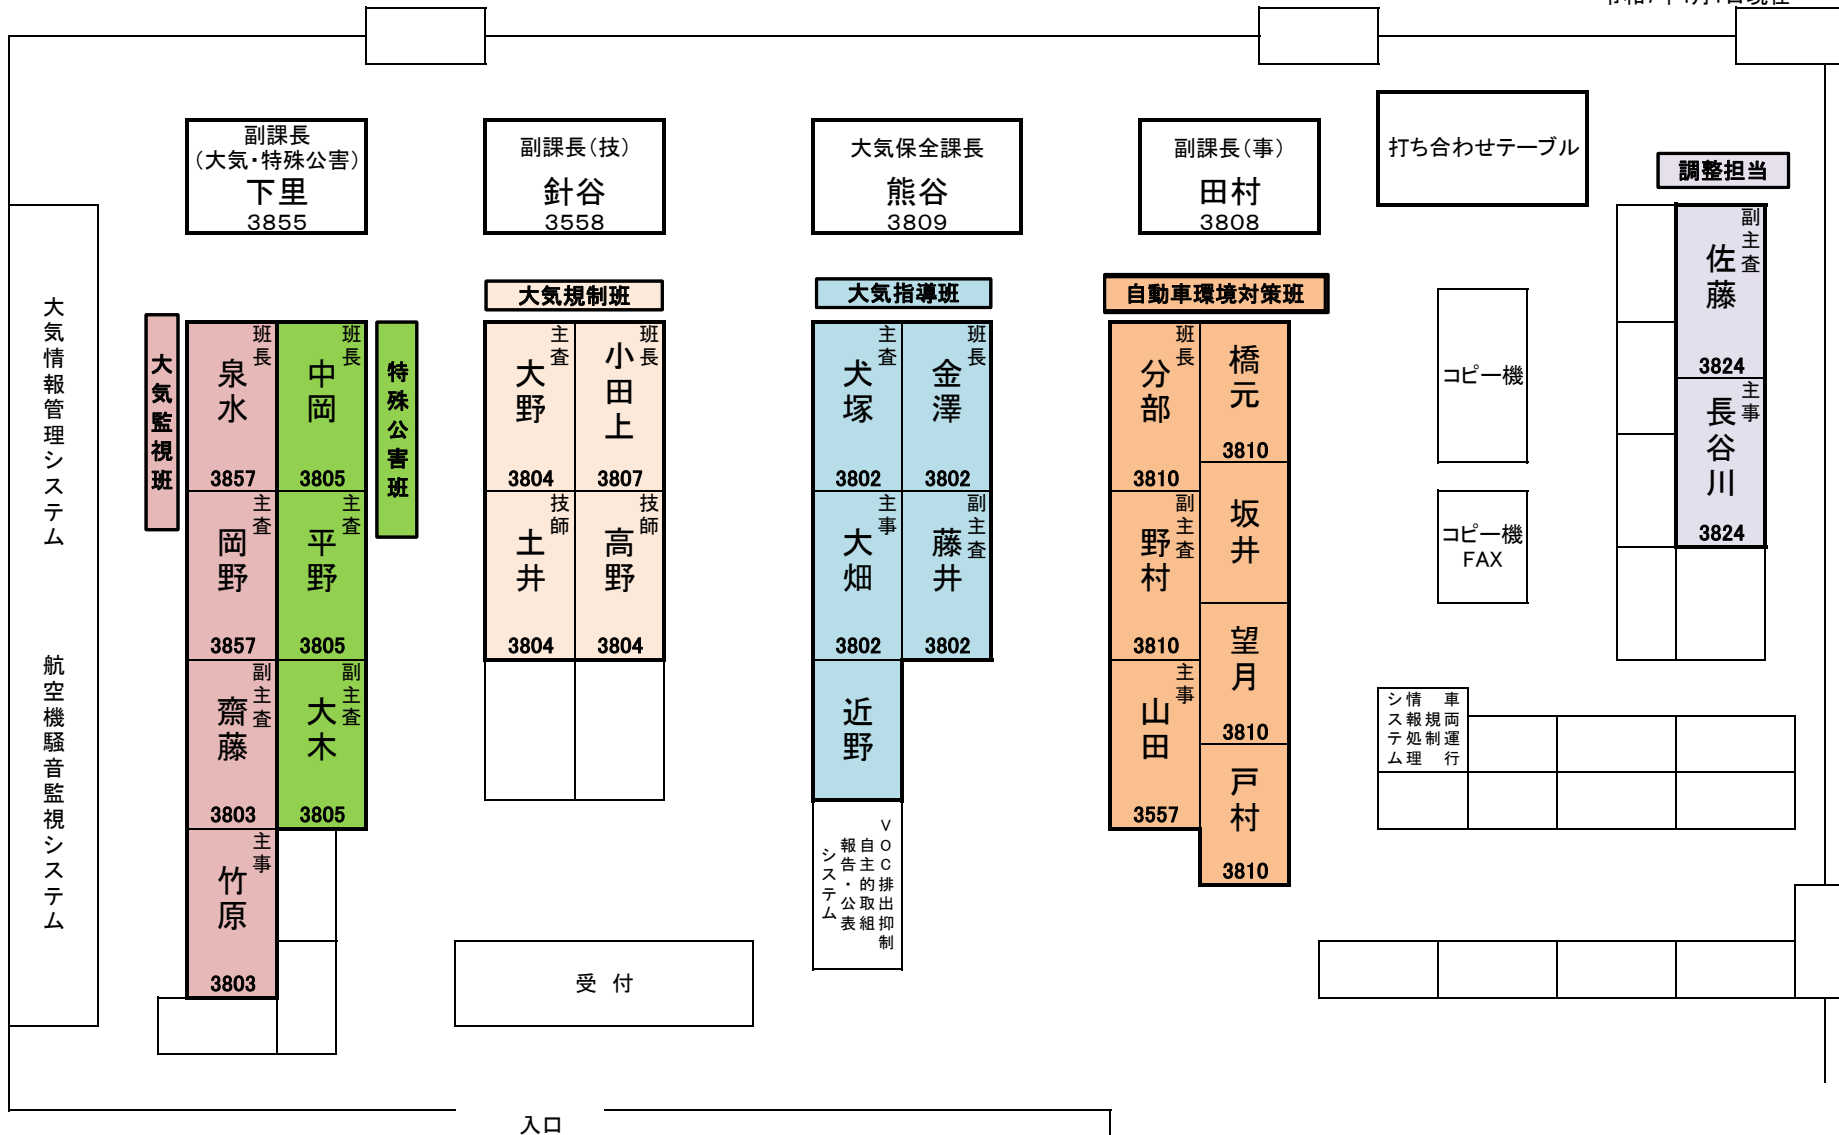 副課長
（大気・特殊公害）
下里
3855
副課長（技）
針谷
3558
大気保全課長
熊谷
3809
副課長（事）
田村
3808
打ち合わせテーブル
調整担当
副主査
佐藤
3824
主事
長谷川
3824
大気情報管理システム
航空機騒音監視システム
大気監視班
班長
泉水
3857
主査
岡野
3857
副主査
齋藤
3803
主事
竹原
3803
特殊公害班
班長
中岡
3805
主査
平野
3805
副主査
大木
3805
大気規制班
主査
大野
3804
班長
小田上
3807
技師
土井
3804
技師
高野
3804
大気指導班
主査
犬塚
3802
班長
金澤
3802
主事
大畑
3802
副主査
藤井
3802
近野
VOC排出抑制
自主的取組
報告・公表
システム
自動車環境対策班
班長
分部
3810
副主査
野村
3810
主事
山田
3557
橋元
3810
坂井
望月
3810
戸村
3810
コピー機
コピー機
FAX
車両運行
規制
情報処理
システム
受 付
入口